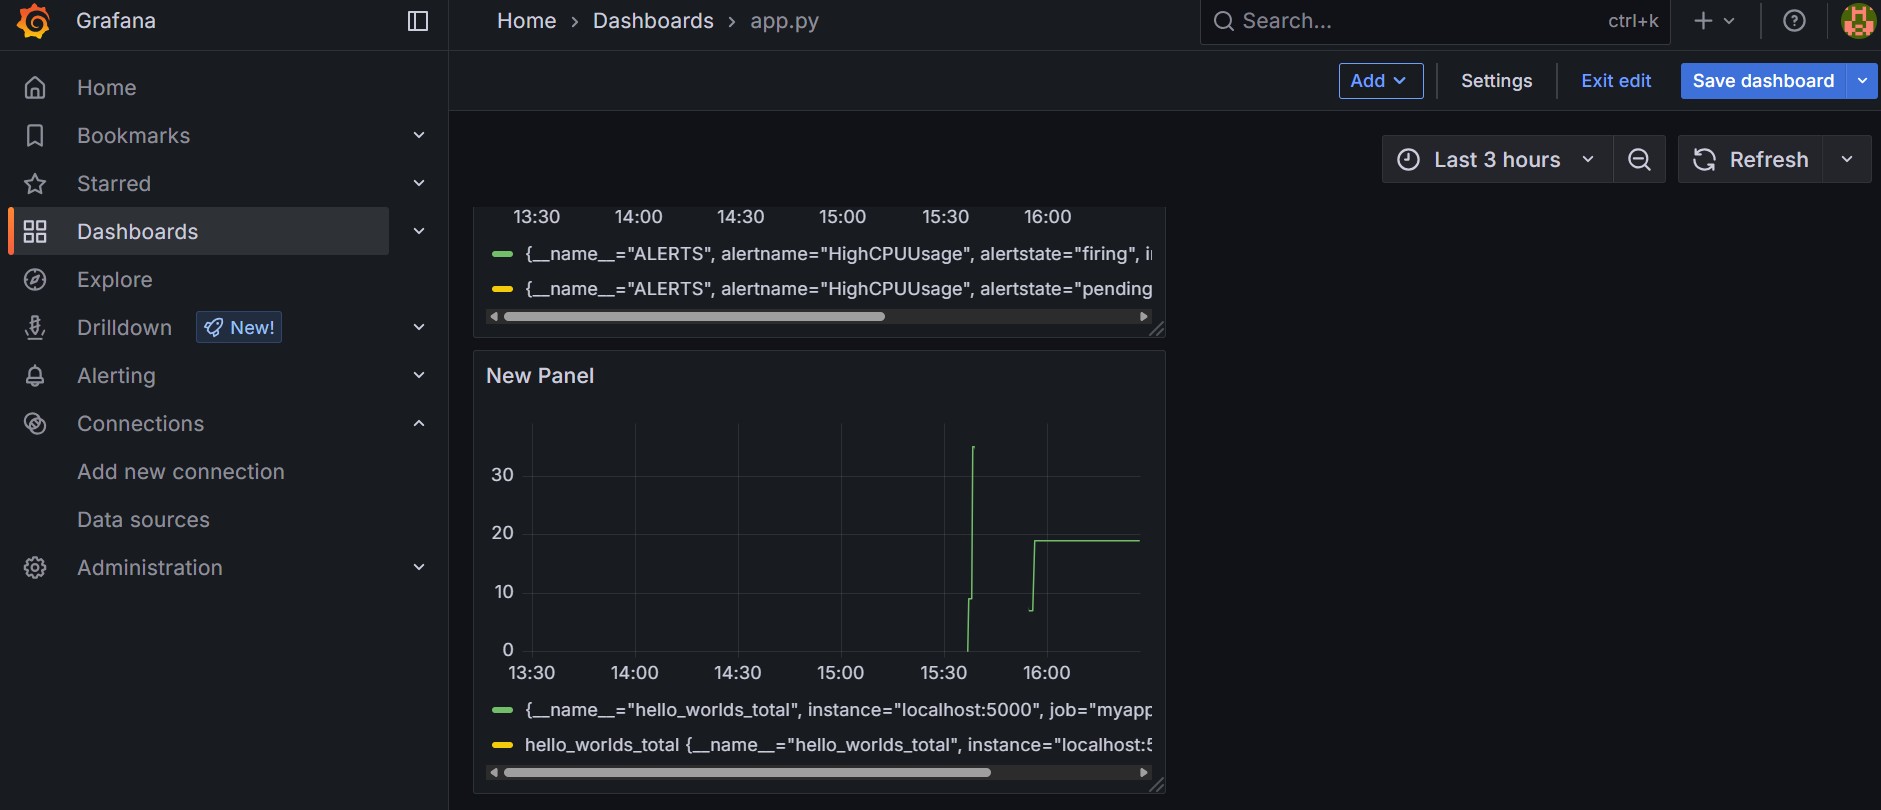 Grafana
Home › Dashboards › app.py
Search... ctrl+k
Add Settings Exit edit Save dashboard
Last 3 hours Refresh
Home
Bookmarks
Starred
Dashboards
Explore
Drilldown New!
Alerting
Connections
Add new connection
Data sources
Administration
13:30 14:00 14:30 15:00 15:30 16:00
{__name__="ALERTS", alertname="HighCPUUsage", alertstate="firing", i
{__name__="ALERTS", alertname="HighCPUUsage", alertstate="pending
New Panel
30
20
10
0
13:30 14:00 14:30 15:00 15:30 16:00
{__name__="hello_worlds_total", instance="localhost:5000", job="myapp
hello_worlds_total {__name__="hello_worlds_total", instance="localhost:5